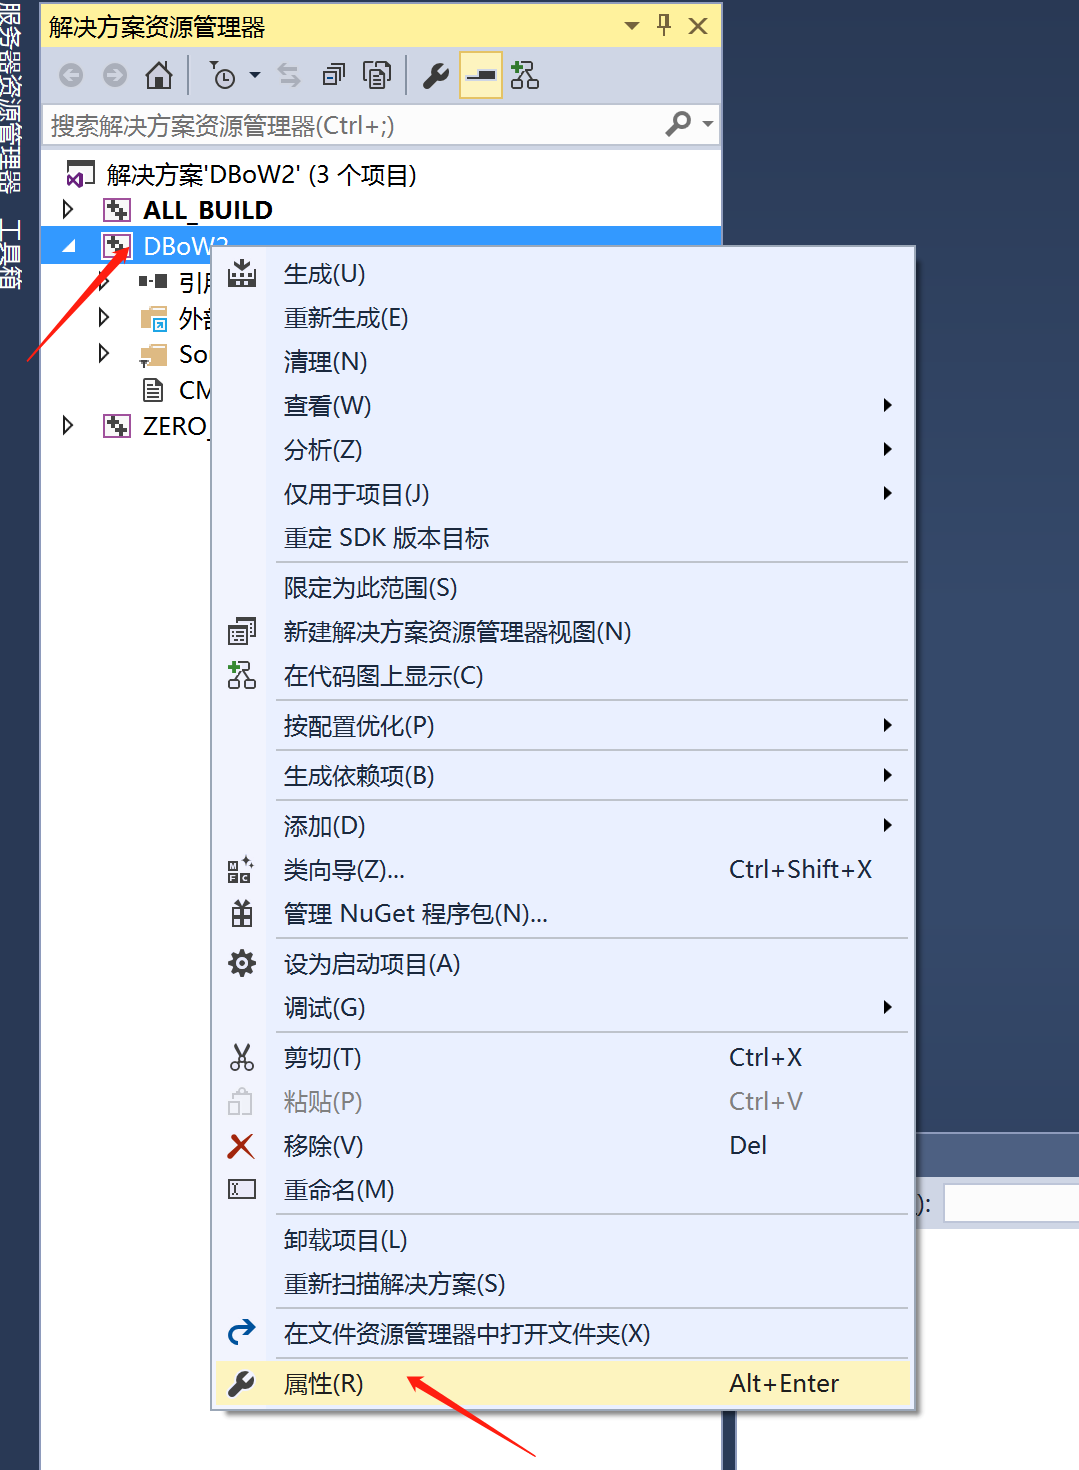 服务器资源管理器
工具箱
解决方案资源管理器
搜索解决方案资源管理器(Ctrl+;)
解决方案'DBoW2' (3 个项目)
ALL_BUILD
DBoW2
引用
外部
So
CM
ZERO_
生成(U)
重新生成(E)
清理(N)
查看(W)
分析(Z)
仅用于项目(J)
重定 SDK 版本目标
限定为此范围(S)
新建解决方案资源管理器视图(N)
在代码图上显示(C)
按配置优化(P)
生成依赖项(B)
添加(D)
类向导(Z)... Ctrl+Shift+X
管理 NuGet 程序包(N)...
设为启动项目(A)
调试(G)
剪切(T) Ctrl+X
粘贴(P) Ctrl+V
移除(V) Del
重命名(M)
卸载项目(L)
重新扫描解决方案(S)
在文件资源管理器中打开文件夹(X)
属性(R) Alt+Enter
):